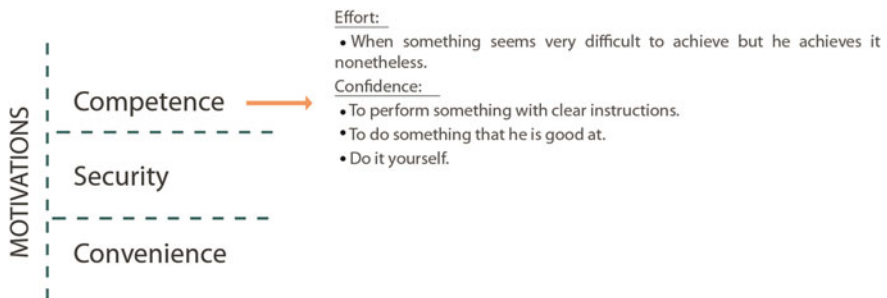 MOTIVATIONS
Competence
Security
Convenience
Effort:
• When something seems very difficult to achieve but he achieves it
nonetheless.
Confidence:
• To perform something with clear instructions.
• To do something that he is good at.
• Do it yourself.